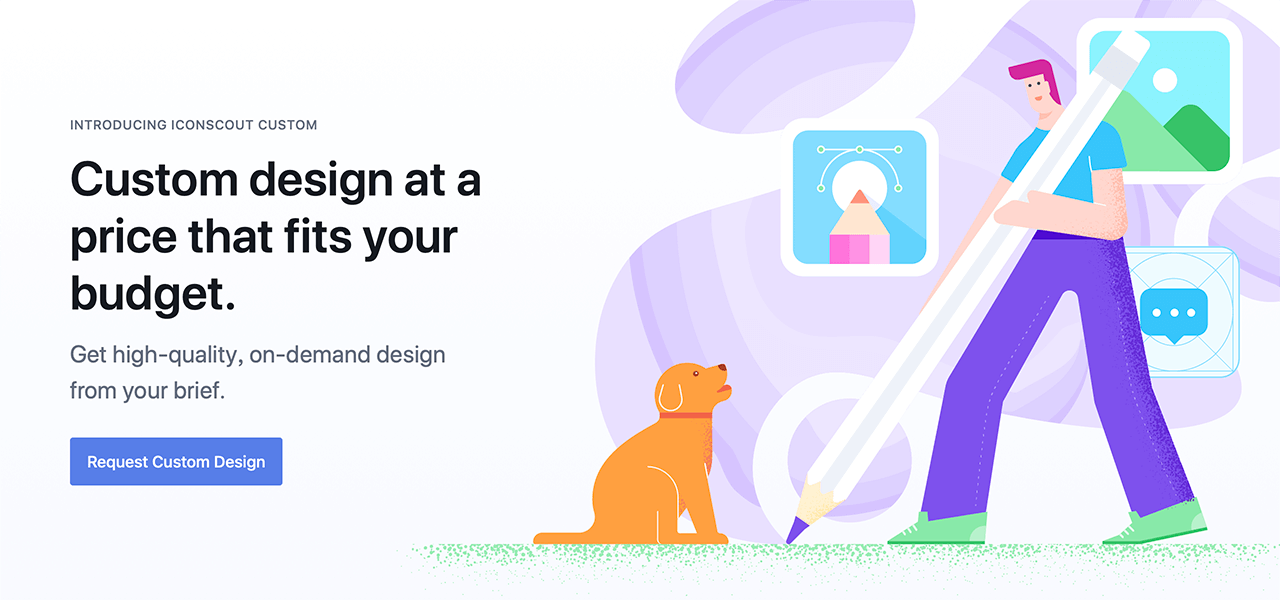 INTRODUCING ICONSCOUT CUSTOM
Custom design at a
price that fits your
budget.
Get high-quality, on-demand design
from your brief.
Request Custom Design